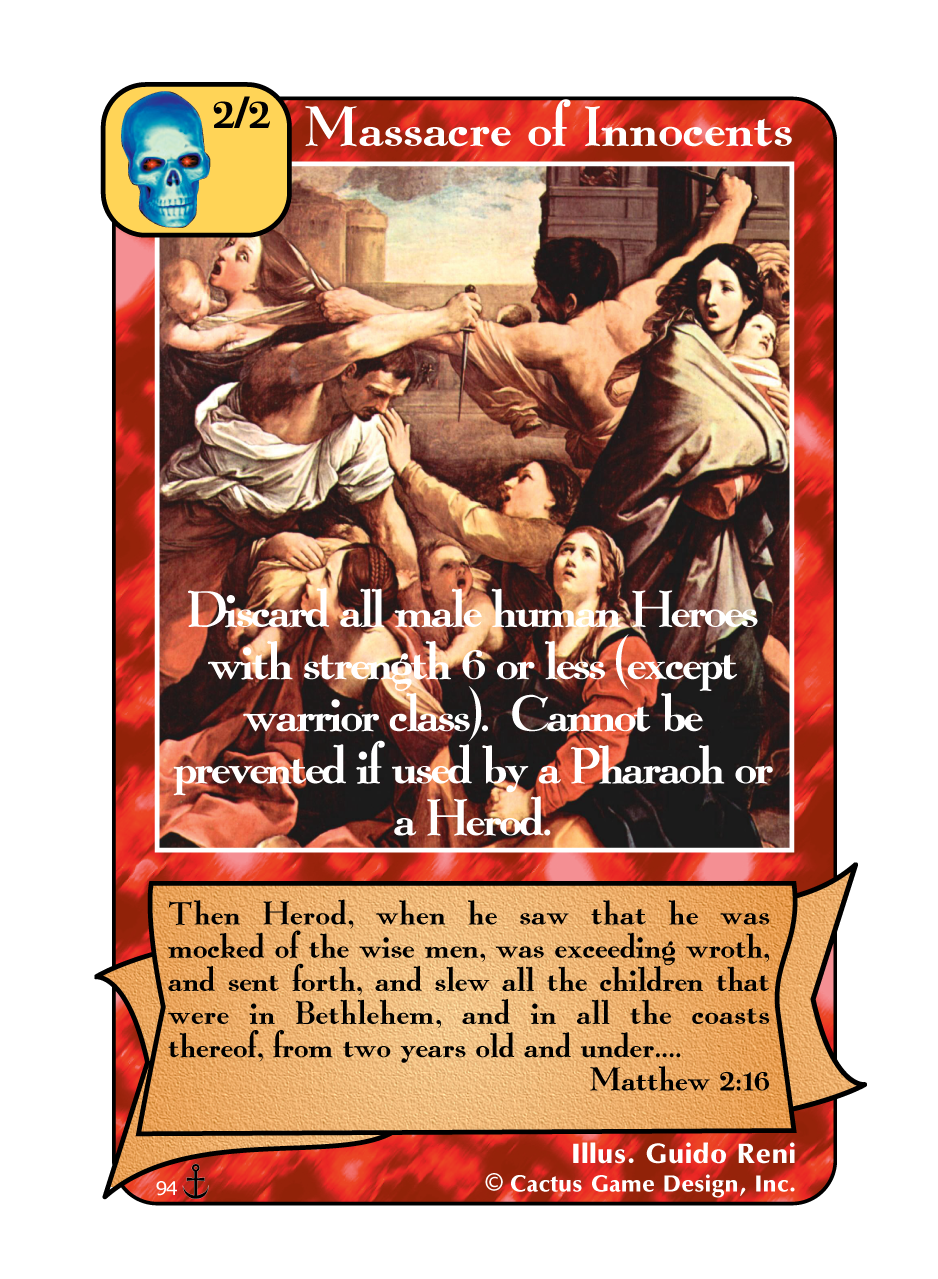 2/2
Massacre of Innocents
Discard all male human Heroes
with strength 6 or less (except
warrior class).  Cannot be
prevented if used by a Pharaoh or
a Herod.
Then Herod, when he saw that he was
mocked of the wise men, was exceeding wroth,
and sent forth, and slew all the children that
were in Bethlehem, and in all the coasts
thereof, from two years old and under....
Matthew 2:16
Illus. Guido Reni
94
© Cactus Game Design, Inc.